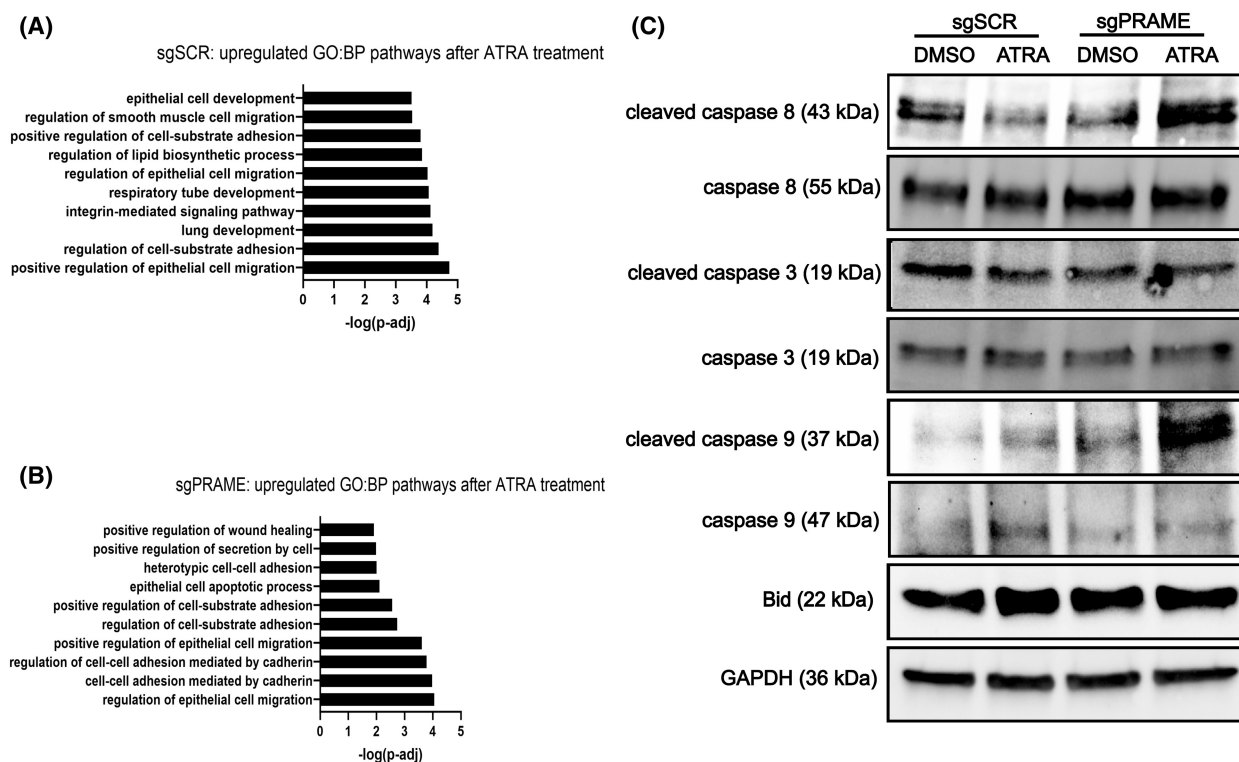 (A)
sgSCR: upregulated GO:BP pathways after ATRA treatment
epithelial cell development
regulation of smooth muscle cell migration
positive regulation of cell-substrate adhesion
regulation of lipid biosynthetic process
regulation of epithelial cell migration
respiratory tube development
integrin-mediated signaling pathway
lung development
regulation of cell-substrate adhesion
positive regulation of epithelial cell migration
0 1 2 3 4 5
-log(p-adj)
(B)
sgPRAME: upregulated GO:BP pathways after ATRA treatment
positive regulation of wound healing
positive regulation of secretion by cell
heterotypic cell-cell adhesion
epithelial cell apoptotic process
positive regulation of cell-substrate adhesion
regulation of cell-substrate adhesion
positive regulation of epithelial cell migration
regulation of cell-cell adhesion mediated by cadherin
cell-cell adhesion mediated by cadherin
regulation of epithelial cell migration
0 1 2 3 4 5
-log(p-adj)
(C)
sgSCR sgPRAME
DMSO ATRA DMSO ATRA
cleaved caspase 8 (43 kDa)
caspase 8 (55 kDa)
cleaved caspase 3 (19 kDa)
caspase 3 (19 kDa)
cleaved caspase 9 (37 kDa)
caspase 9 (47 kDa)
Bid (22 kDa)
GAPDH (36 kDa)